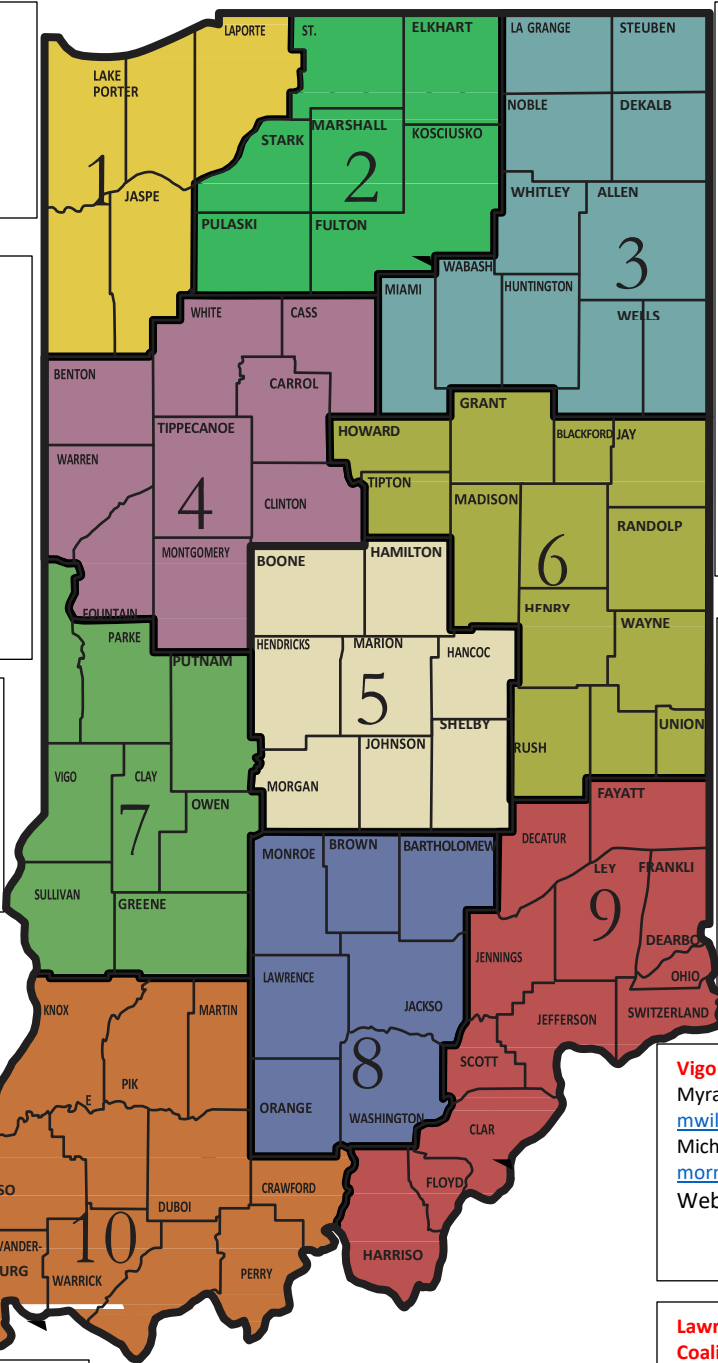 LAPORTE
ST.
ELKHART
LA GRANGE
STEUBEN
LAKE
PORTER
NOBLE
DEKALB
MARSHALL
STARK
KOSCIUSKO
1
JASPE
2
WHITLEY
ALLEN
PULASKI
FULTON
3
WABASH
MIAMI
HUNTINGTON
WELLS
WHITE
CASS
BENTON
CARROL
GRANT
TIPPECANOE
HOWARD
BLACKFORD
JAY
WARREN
TIPTON
4
CLINTON
MADISON
RANDOLP
MONTGOMERY
BOONE
HAMILTON
6
FOUNTAIN
HENRY
PARKE
WAYNE
PUTNAM
HENDRICKS
MARION
HANCOC
5
SHELBY
UNION
JOHNSON
RUSH
VIGO
CLAY
MORGAN
FAYATT
OWEN
7
DECATUR
MONROE
BROWN
BARTHOLOMEW
LEY
FRANKLI
SULLIVAN
GREENE
9
DEARBO
JENNINGS
LAWRENCE
OHIO
KNOX
MARTIN
JACKSO
JEFFERSON
SWITZERLAND
8
SCOTT
PIK
E
ORANGE
WASHINGTON
CLAR
SO
CRAWFORD
FLOYD
DUBOI
10
VANDER-
URG
WARRICK
PERRY
HARRISO
Vigo
Myra
mwil
Mich
morr
Web
Lawr
Coali